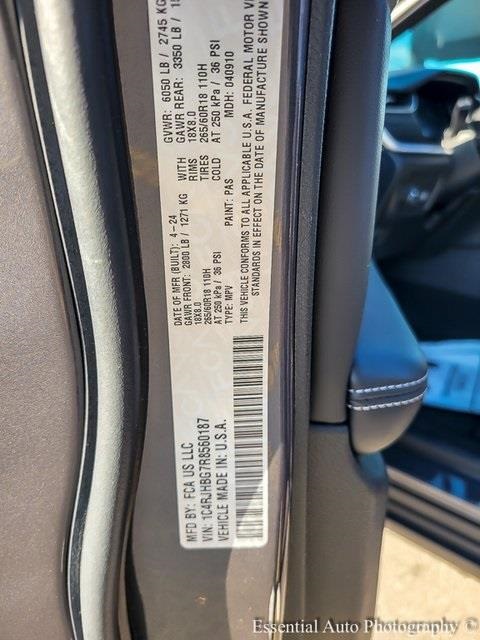 MFD BY: FCA US LLC
DATE OF MFR (BUILT): 4-24
GVWR: 6050 LB / 2745 KG
GAWR FRONT: 2800 LB / 1271 KG
WITH
GAWR REAR: 3350 LB /
18X8.0
RIMS
18X8.0
265/60R18 110H
TIRES
265/60R18 110H
AT 250 kPa / 36 PSI
COLD
AT 250 kPa / 36 PSI
VIN: 1C4RJHBG7R8560187
TYPE: MPV
PAINT: PAS
MDH: 040910
VEHICLE MADE IN: U.S.A.
THIS VEHICLE CONFORMS TO ALL APPLICABLE U.S.A. FEDERAL MOTOR
STANDARDS IN EFFECT ON THE DATE OF MANUFACTURE SHOWN
Essential Auto Photography ©